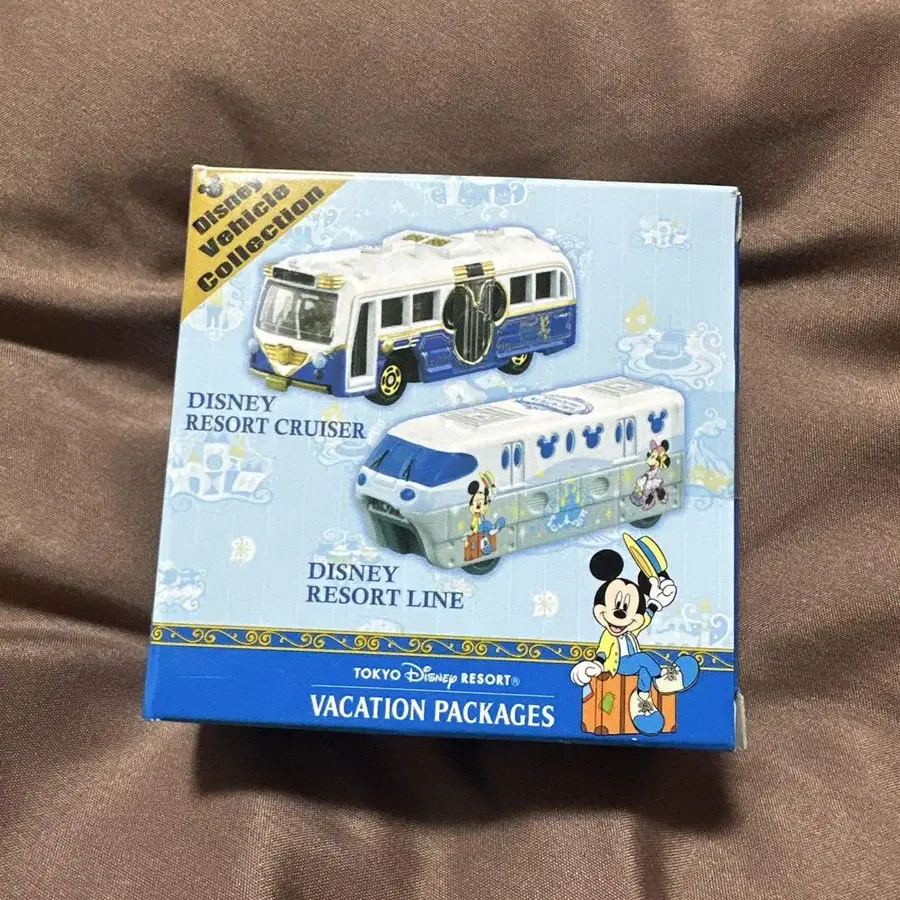 Disney
Vehicle
Collection
DISNEY
RESORT CRUISER
DISNEY
RESORT LINE
TOKYO Disney RESORT®
VACATION PACKAGES